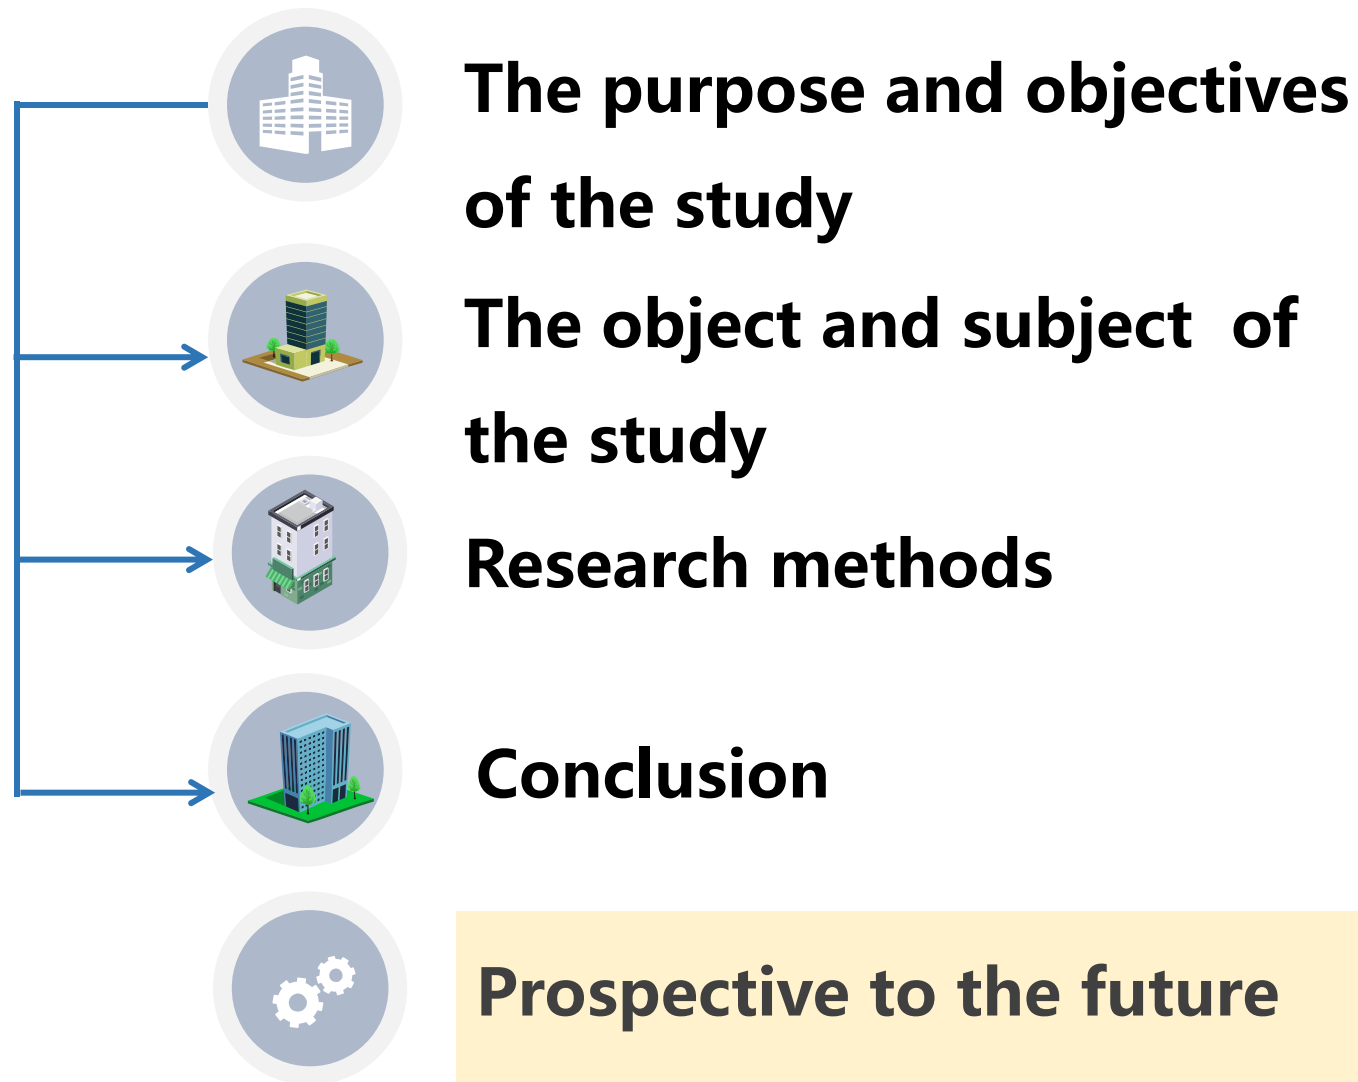 The purpose and objectives
of the study
The object and subject  of
the study
Research methods
Conclusion
Prospective to the future